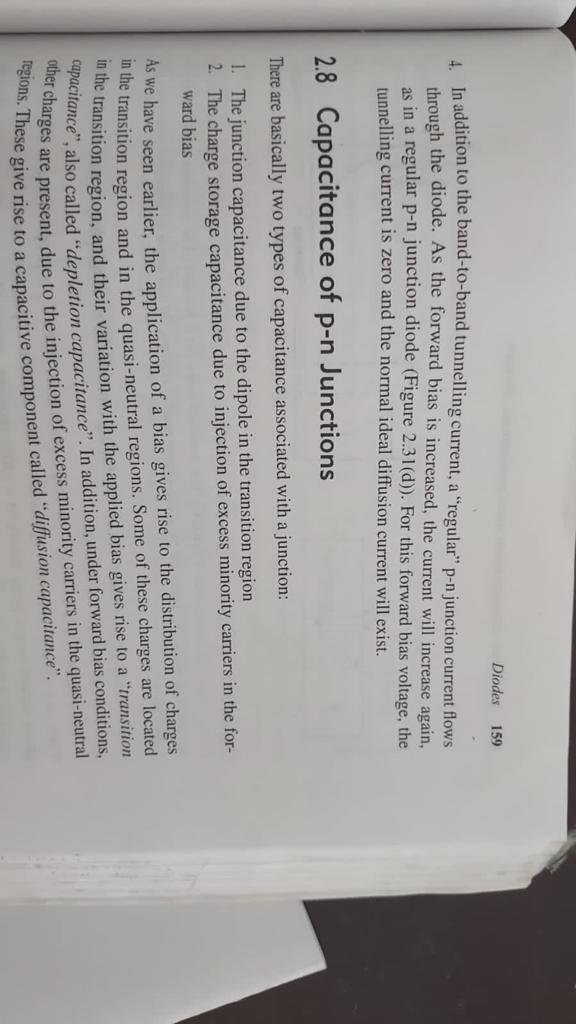 Diodes 159
4. In addition to the band-to-band tunnelling current, a “regular” p-n junction current flows
through the diode. As the forward bias is increased, the current will increase again,
as in a regular p-n junction diode (Figure 2.31(d)). For this forward bias voltage, the
tunnelling current is zero and the normal ideal diffusion current will exist.
2.8 Capacitance of p-n Junctions
There are basically two types of capacitance associated with a junction:
1. The junction capacitance due to the dipole in the transition region
2. The charge storage capacitance due to injection of excess minority carriers in the for-
ward bias
As we have seen earlier, the application of a bias gives rise to the distribution of charges
in the transition region and in the quasi-neutral regions. Some of these charges are located
in the transition region, and their variation with the applied bias gives rise to a “transition
capacitance”, also called “depletion capacitance”. In addition, under forward bias conditions,
other charges are present, due to the injection of excess minority carriers in the quasi-neutral
regions. These give rise to a capacitive component called “diffusion capacitance”.